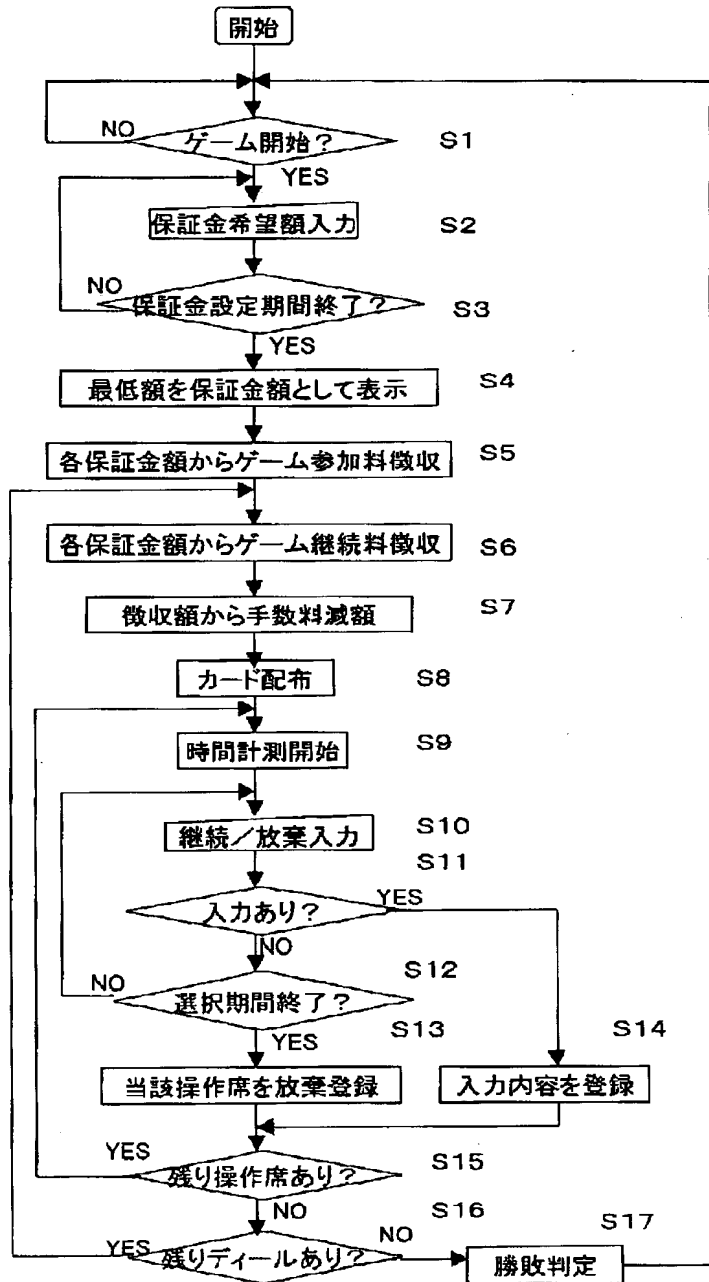 開始
NO
ゲーム開始？
S1
YES
保証金希望額入力
S2
NO
保証金設定期間終了？
S3
YES
最低額を保証金額として表示
S4
各保証金額からゲーム参加料徴収
S5
各保証金額からゲーム継続料徴収
S6
徴収額から手数料減額
S7
カード配布
S8
時間計測開始
S9
継続／放棄入力
S10
S11
入力あり？
YES
NO
S12
NO
選択期間終了？
YES
S13
S14
当該操作席を放棄登録
入力内容を登録
YES
残り操作席あり？
S15
NO
S16
YES
残りディールあり？
NO
S17
勝敗判定